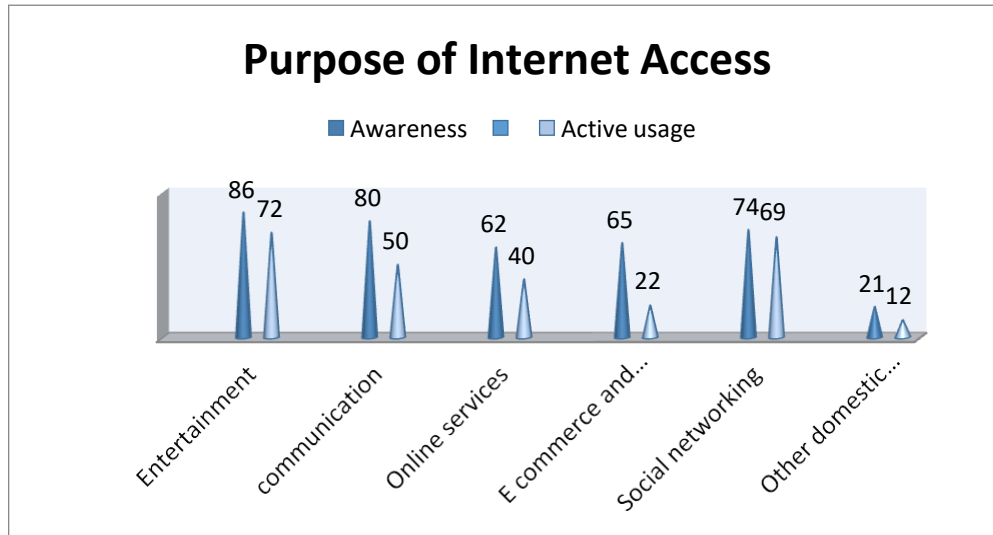 Purpose of Internet Access
Awareness Active usage
86 72 80 50 62 40 65 22 74 69 21 12
Entertainment
communication
Online services
E commerce and...
Social networking
Other domestic...